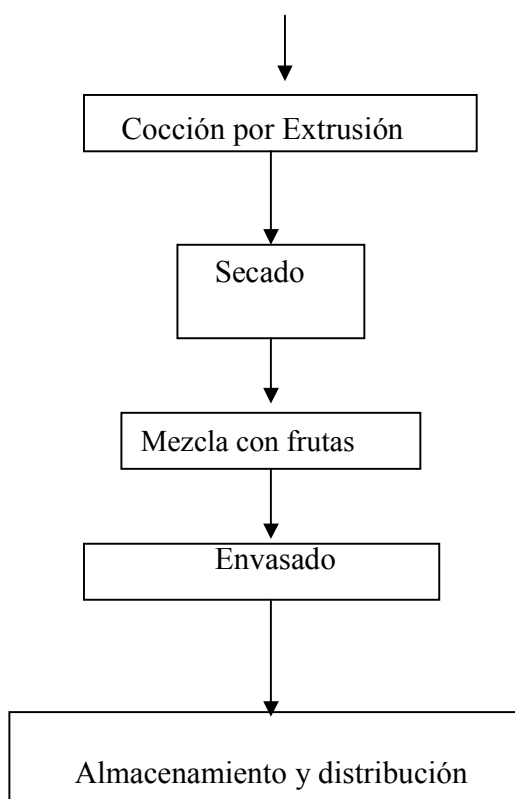 Cocción por Extrusión
Secado
Mezcla con frutas
Envasado
Almacenamiento y distribución